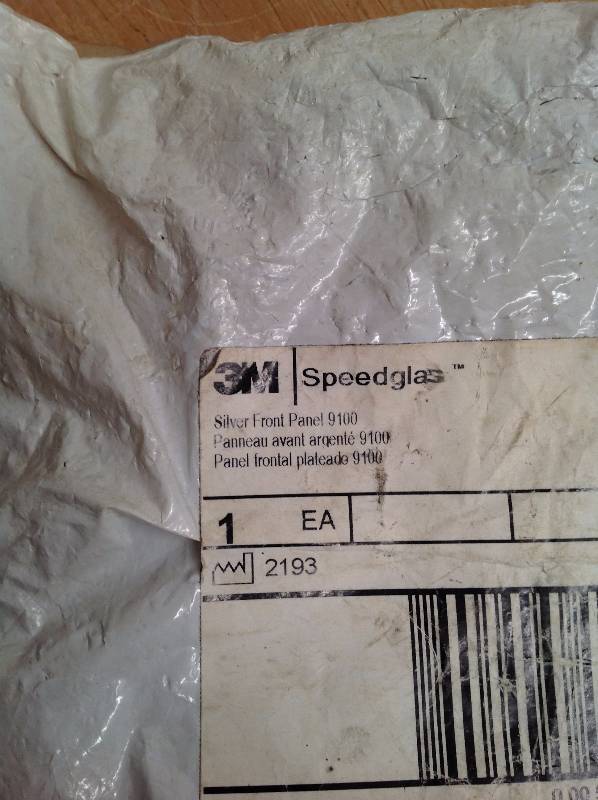 3M Speedglas™
Silver Front Panel 9100
Panneau avant argenté 9100
Panel frontal plateado 9100
1 EA
2193